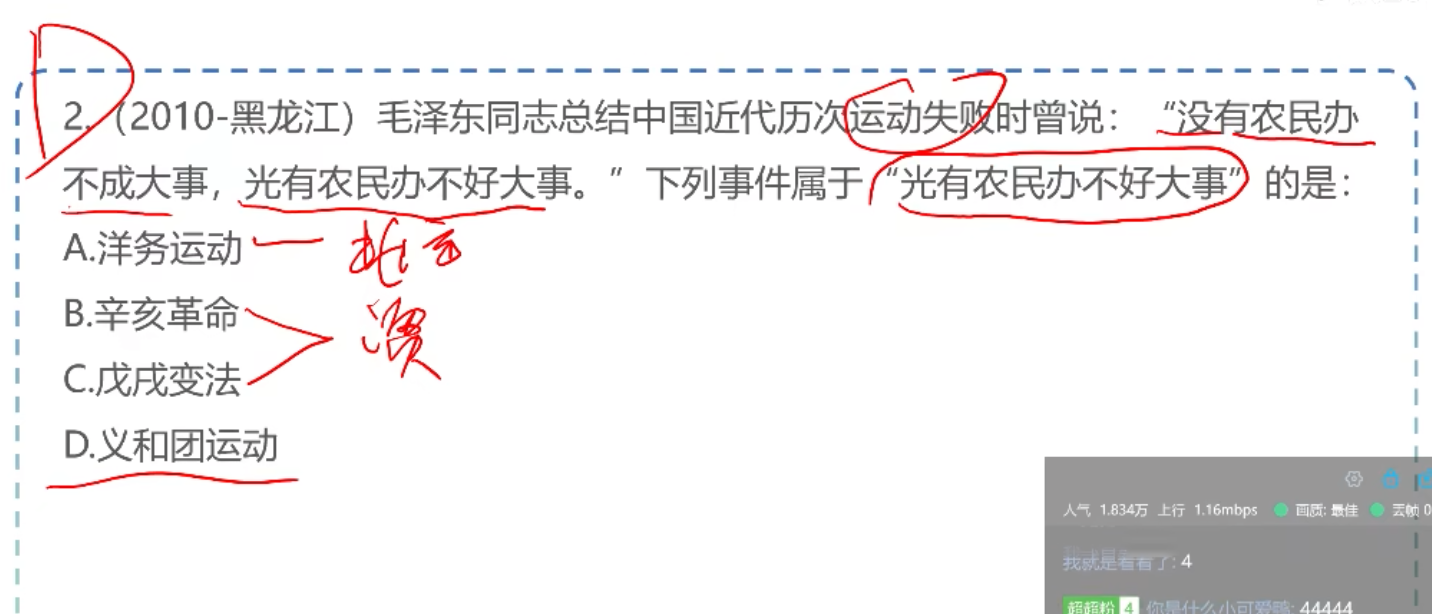 D
2.（2010-黑龙江）毛泽东同志总结中国近代历次运动失败时曾说：“没有农民办
不成大事，光有农民办不好大事。”下列事件属于“光有农民办不好大事”的是：
A.洋务运动
B.辛亥革命
资
C.戊戌变法
D.义和团运动
人气 1.834万 上行 1.16mbps 画质: 最佳 丢帧 0
我就是看看了: 4
超超粉 4 你是什么小可爱鸭: 44444